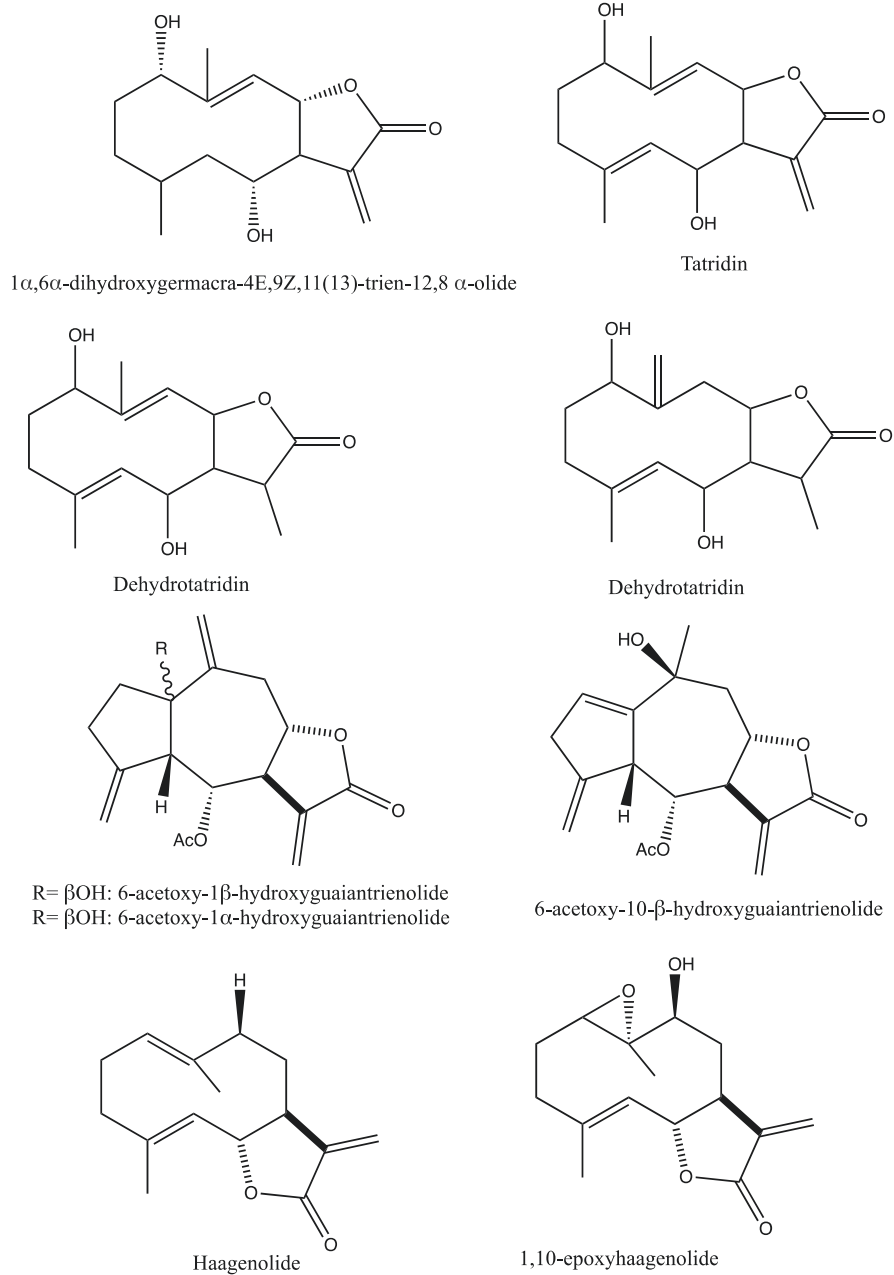 OH
O
O
OH
1α,6α-dihydroxygermacra-4E,9Z,11(13)-trien-12,8 α-olide
OH
O
O
OH
Tatridin
OH
O
O
OH
Dehydrotatridin
OH
O
O
OH
Dehydrotatridin
R
O
O
H
AcO
R= βOH: 6-acetoxy-1β-hydroxyguaiantrienolide
R= βOH: 6-acetoxy-1α-hydroxyguaiantrienolide
HO
O
O
H
AcO
6-acetoxy-10-β-hydroxyguaiantrienolide
H
O
O
Haagenolide
OH
O
O
O
1,10-epoxyhaagenolide